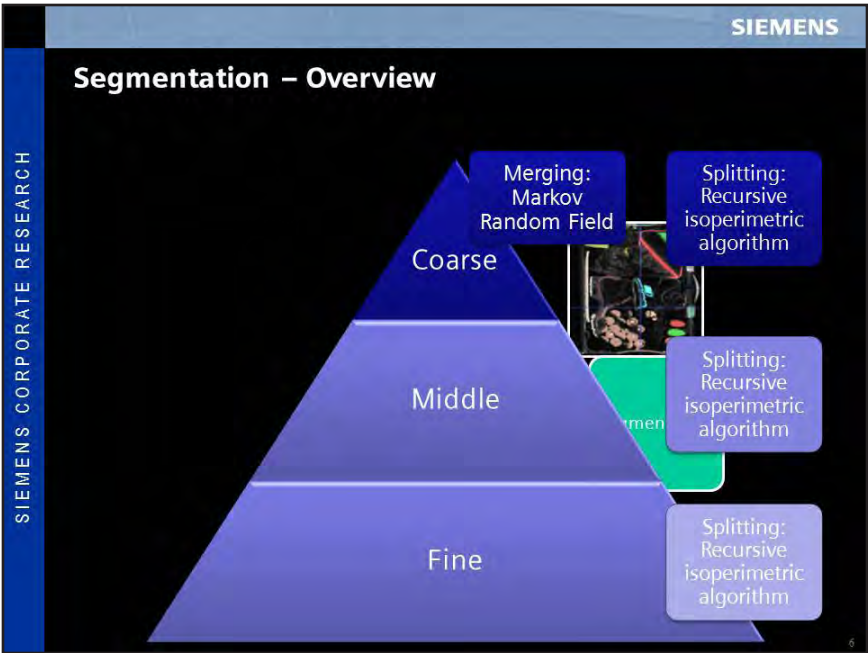 SIEMENS
Segmentation – Overview
SIEMENS CORPORATE RESEARCH
Merging:
Markov
Random Field
Splitting:
Recursive
isoperimetric
algorithm
Coarse
Middle
Splitting:
Recursive
isoperimetric
algorithm
Fine
Splitting:
Recursive
isoperimetric
algorithm
6